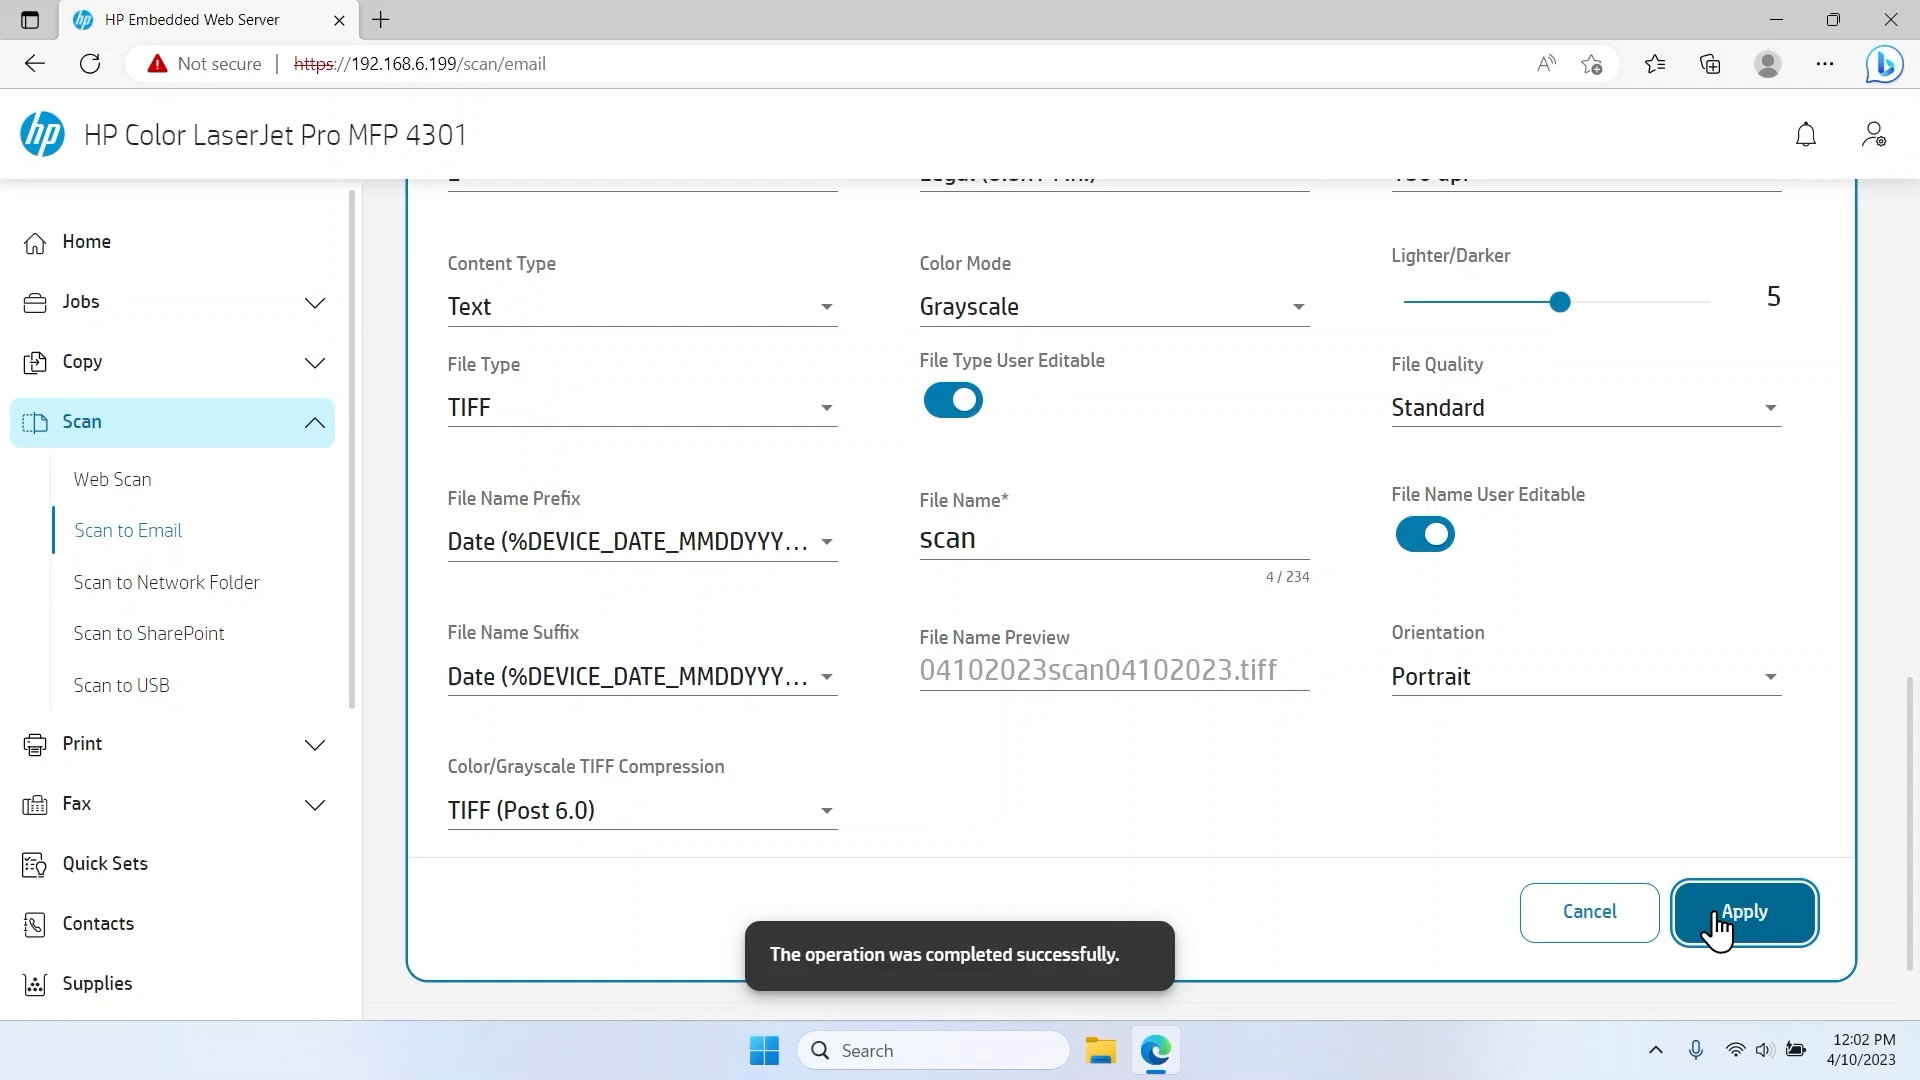 HP Embedded Web Server
Not secure | https://192.168.6.199/scan/email
hp HP Color LaserJet Pro MFP 4301
Home
Jobs
Copy
Scan
Web Scan
Scan to Email
Scan to Network Folder
Scan to SharePoint
Scan to USB
Print
Fax
Quick Sets
Contacts
Supplies
Content Type
Text
Color Mode
Grayscale
Lighter/Darker
5
File Type
TIFF
File Type User Editable
File Quality
Standard
File Name Prefix
Date (%DEVICE_DATE_MMDDYYY...
File Name*
scan
4 / 234
File Name User Editable
File Name Suffix
Date (%DEVICE_DATE_MMDDYYY...
File Name Preview
04102023scan04102023.tiff
Orientation
Portrait
Color/Grayscale TIFF Compression
TIFF (Post 6.0)
Cancel
Apply
The operation was completed successfully.
Search
12:02 PM
4/10/2023